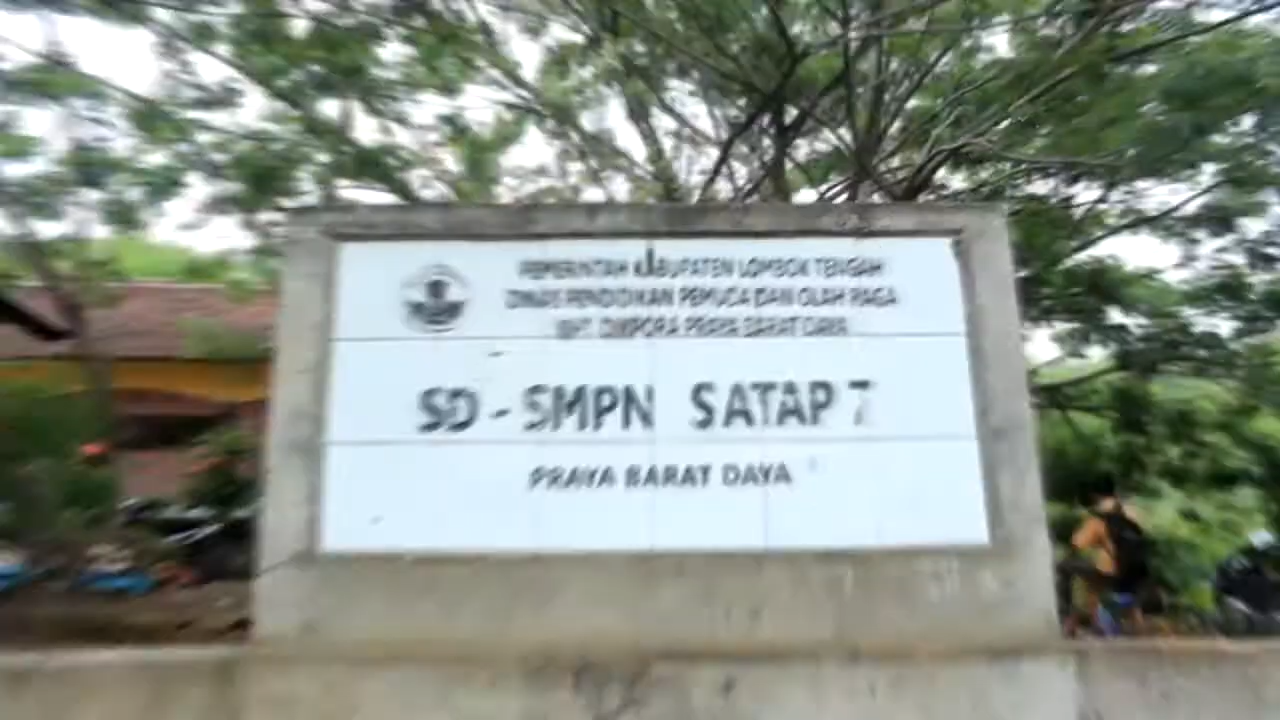 PEMERINTAH KABUPATEN LOMBOK TENGAH
DINAS PENDIDIKAN PEMUDA DAN OLAH RAGA
UPT. DIKPORA PRAYA BARAT DAYA
SD - SMPN SATAP 7
PRAYA BARAT DAYA